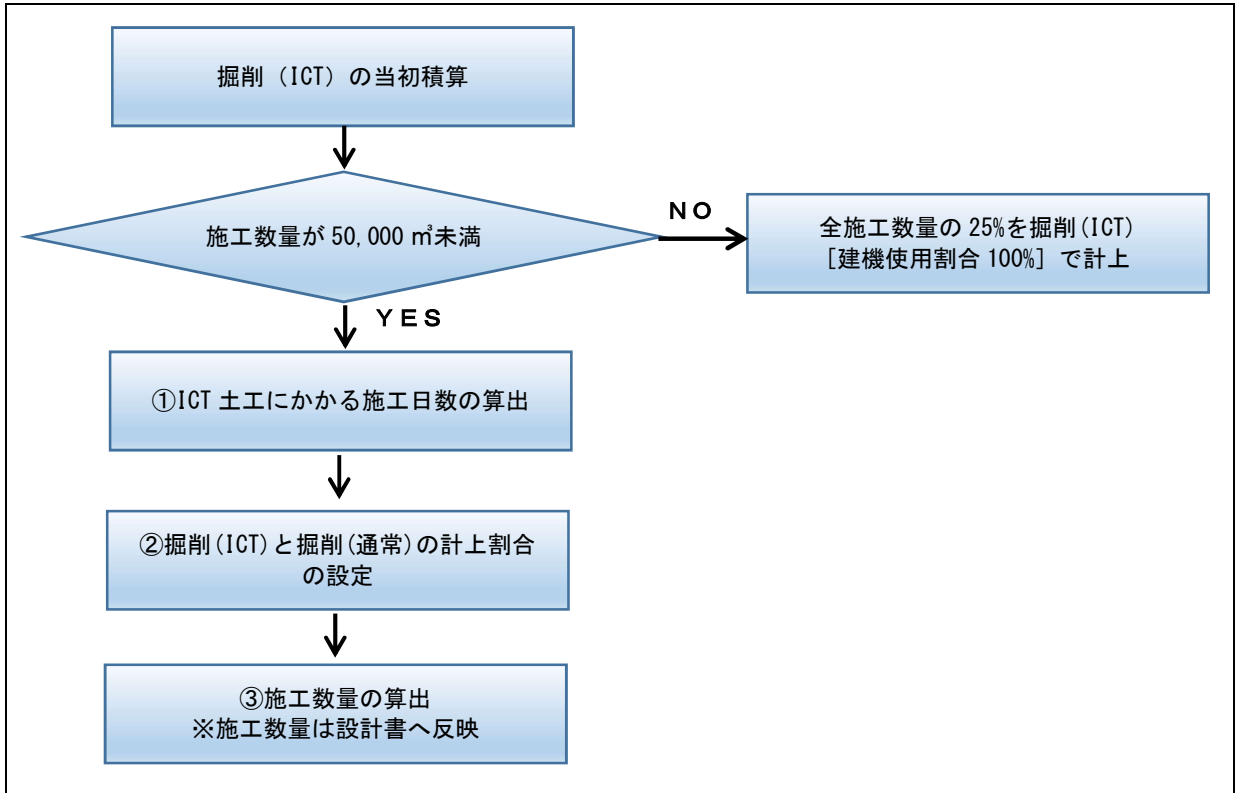 掘削（ICT）の当初積算
施工数量が 50,000 ㎥未満
ＮＯ
全施工数量の 25%を掘削(ICT)
［建機使用割合 100%］で計上
ＹＥＳ
①ICT 土工にかかる施工日数の算出
②掘削(ICT)と掘削(通常)の計上割合
の設定
③施工数量の算出
※施工数量は設計書へ反映